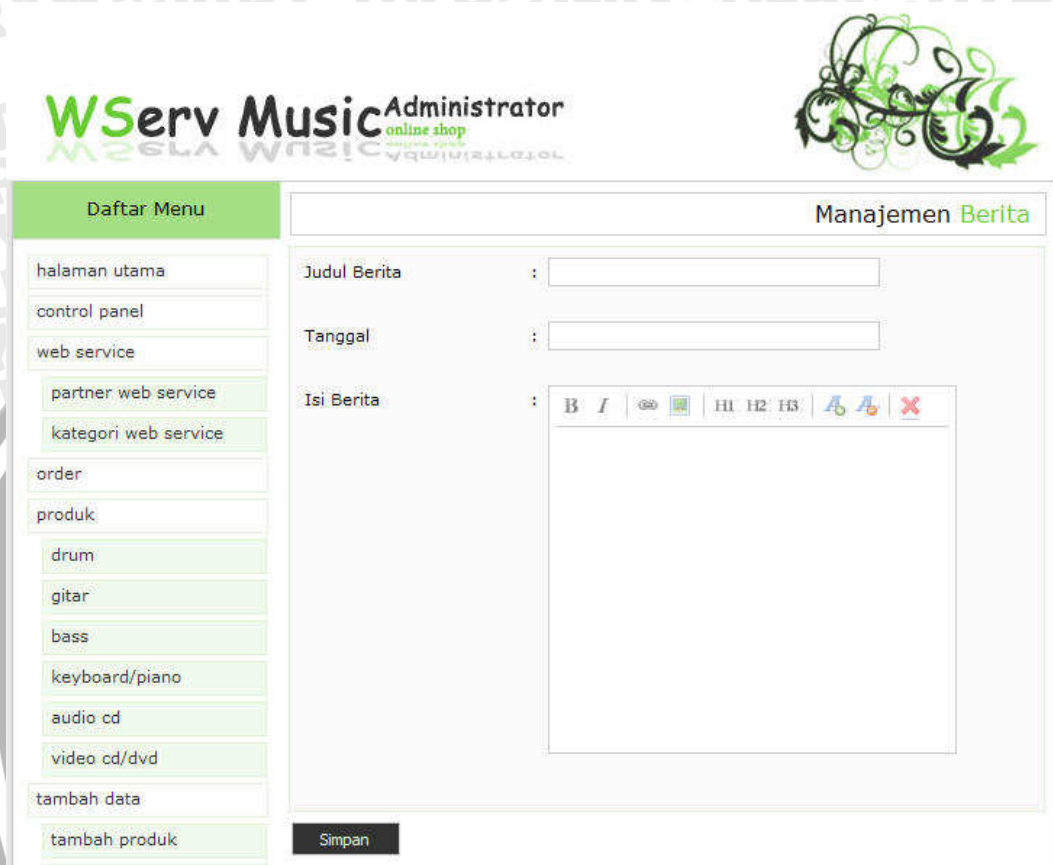 WServ Music Administrator
online shop
Daftar Menu
Manajemen Berita
halaman utama
control panel
web service
partner web service
kategori web service
order
produk
drum
gitar
bass
keyboard/piano
audio cd
video cd/dvd
tambah data
tambah produk
Judul Berita :
Tanggal :
Isi Berita :
B I H1 H2 H3
Simpan